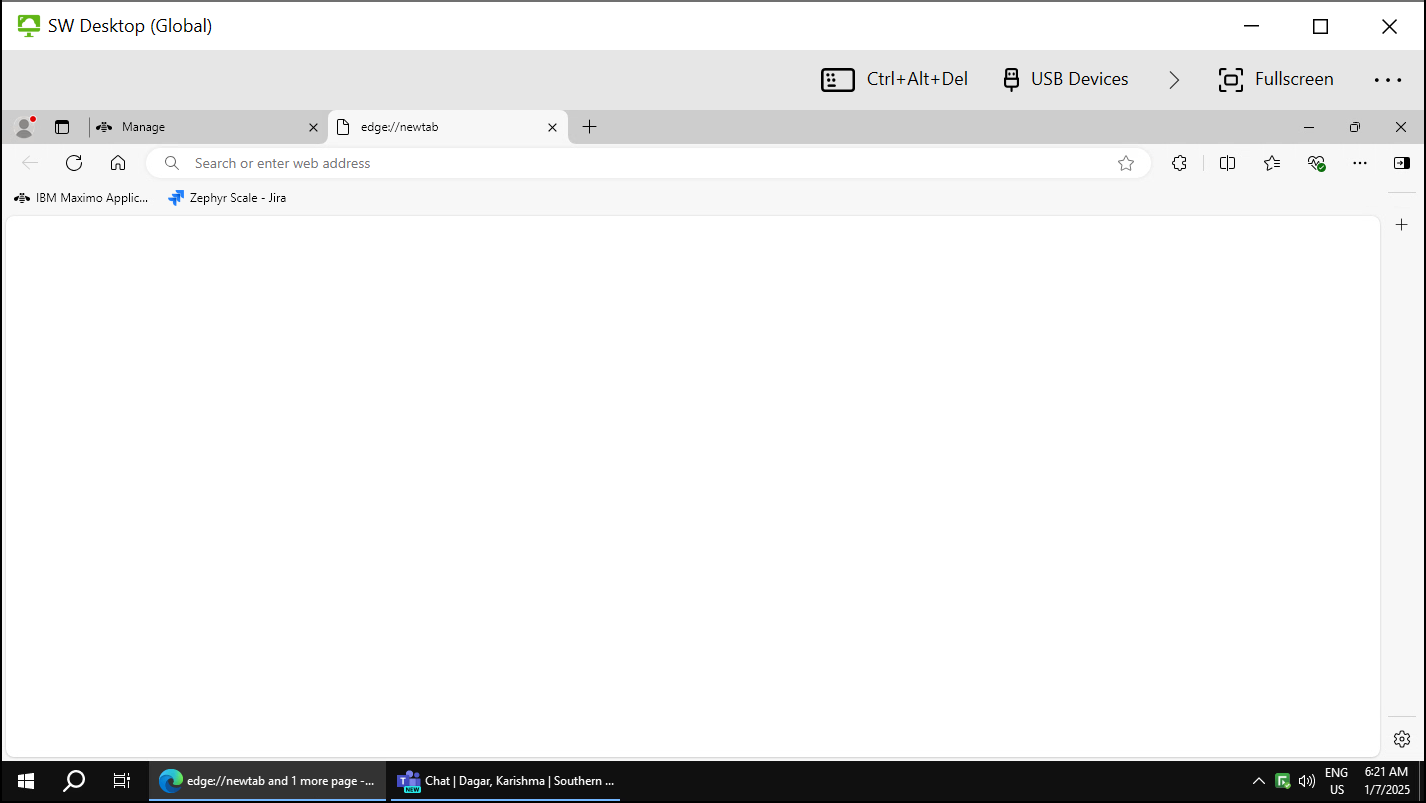 SW Desktop (Global)
Ctrl+Alt+Del
USB Devices
Fullscreen
Manage
edge://newtab
Search or enter web address
IBM Maximo Applic...
Zephyr Scale - Jira
edge://newtab and 1 more page -...
T
NEW
Chat | Dagar, Karishma | Southern ...
ENG
US
6:21 AM
1/7/2025